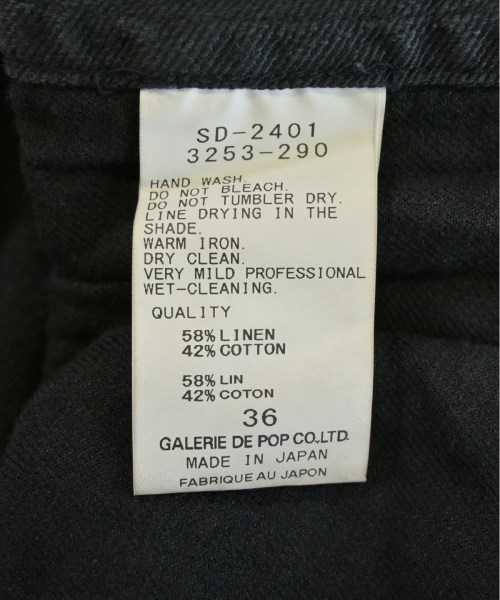 SD-2401
3253-290
HAND WASH.
DO NOT BLEACH.
DO NOT TUMBLER DRY.
LINE DRYING IN THE
SHADE.
WARM IRON.
DRY CLEAN.
VERY MILD PROFESSIONAL
WET-CLEANING.
QUALITY
58% LINEN
42% COTTON
58% LIN
42% COTON
36
GALERIE DE POP CO.LTD.
MADE IN JAPAN
FABRIQUE AU JAPON